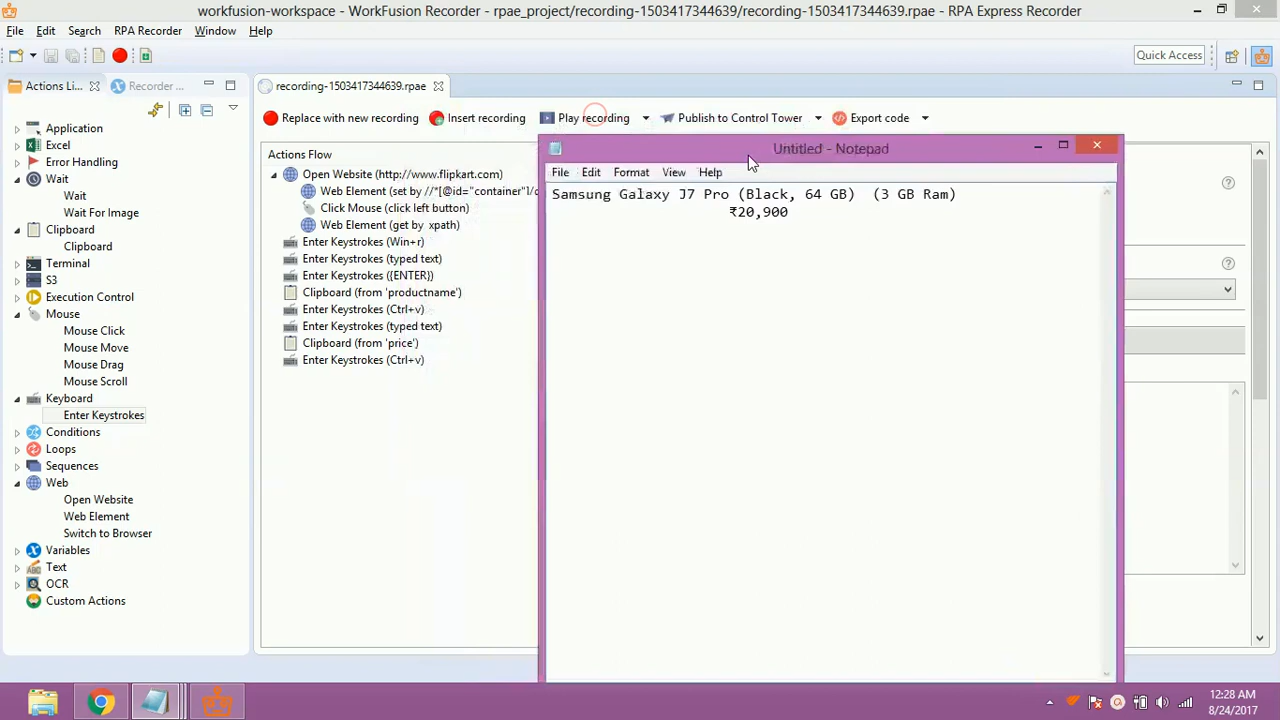 workfusion-workspace - WorkFusion Recorder - rpae_project/recording-1503417344639/recording-1503417344639.rpae - RPA Express Recorder
File Edit Search RPA Recorder Window Help
Quick Access
Actions Li...
Recorder ...
recording-1503417344639.rpae
Replace with new recording
Insert recording
Play recording
Publish to Control Tower
Export code
Application
Excel
Error Handling
Wait
Wait
Wait For Image
Clipboard
Clipboard
Terminal
S3
Execution Control
Mouse
Mouse Click
Mouse Move
Mouse Drag
Mouse Scroll
Keyboard
Enter Keystrokes
Conditions
Loops
Sequences
Web
Open Website
Web Element
Switch to Browser
Variables
Text
OCR
Custom Actions
Actions Flow
Open Website (http://www.flipkart.com)
Web Element (set by //*[@id="container"]/d
Click Mouse (click left button)
Web Element (get by xpath)
Enter Keystrokes (Win+r)
Enter Keystrokes (typed text)
Enter Keystrokes ({ENTER})
Clipboard (from 'productname')
Enter Keystrokes (Ctrl+v)
Enter Keystrokes (typed text)
Clipboard (from 'price')
Enter Keystrokes (Ctrl+v)
Untitled - Notepad
File Edit Format View Help
Samsung Galaxy J7 Pro (Black, 64 GB) (3 GB Ram)
₹20,900
12:28 AM
8/24/2017